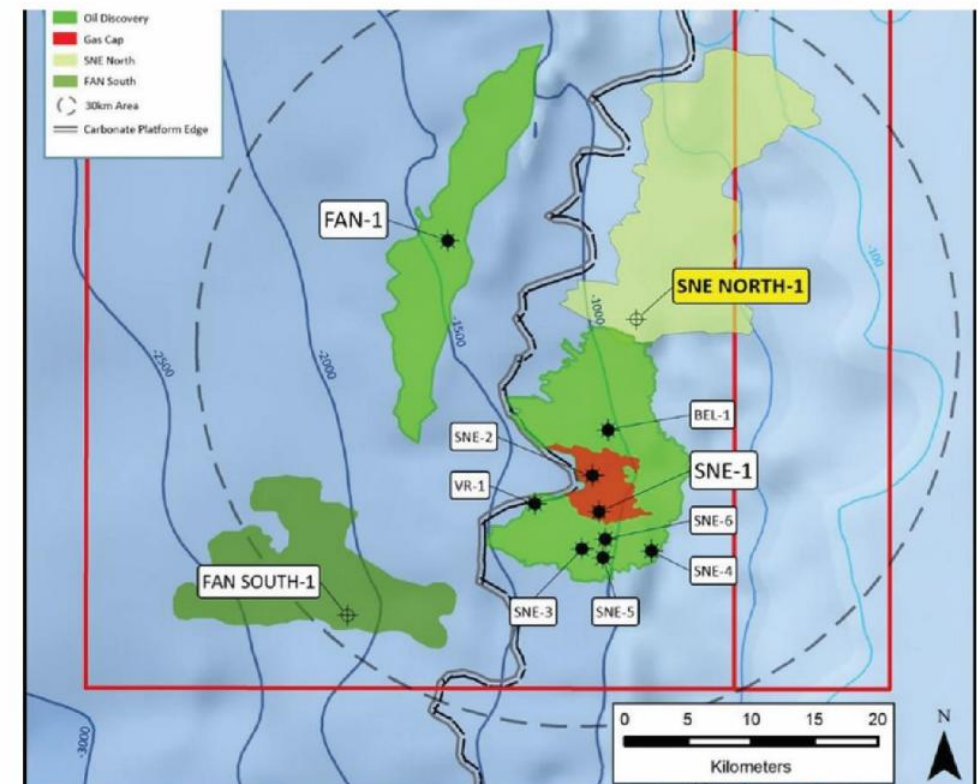 Oil Discovery
Gas Cap
SNE North
FAN South
30km Area
Carbonate Platform Edge
FAN-1
-100
SNE NORTH-1
-1000
-1500
-2000
-2500
BEL-1
SNE-2
SNE-1
VR-1
SNE-6
SNE-4
FAN SOUTH-1
SNE-3
SNE-5
-3000
0 5 10 15 20
Kilometers
N